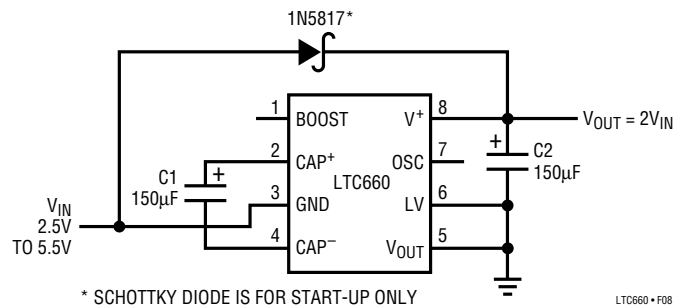 1N5817*
1 BOOST V+ 8
VOUT = 2VIN
2 CAP+ OSC 7
+ C1 150µF
LTC660
+ C2 150µF
3 GND LV 6
VIN 2.5V TO 5.5V
4 CAP– VOUT 5
* SCHOTTKY DIODE IS FOR START-UP ONLY
LTC660 • F08